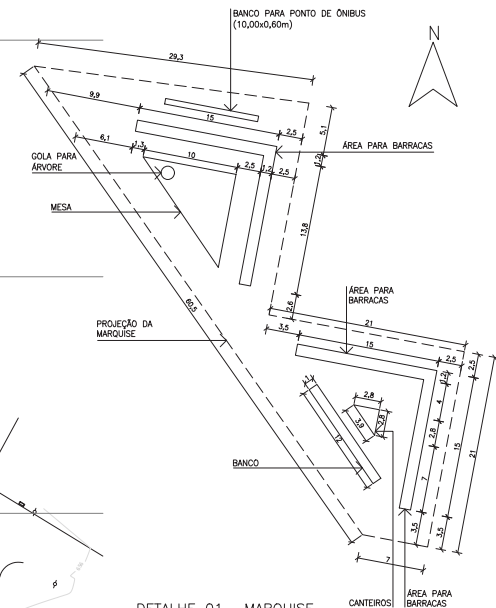 BANCO PARA PONTO DE ÔNIBUS
(10,00x0,60m)
N
29,3
9,9
15
2,5
5,1
6,1
1,3
10
2,5
1,2
2,5
1,2
ÁREA PARA BARRACAS
GOLA PARA
ÁRVORE
MESA
13,8
ÁREA PARA
BARRACAS
2,6
21
3,5
15
2,5
PROJEÇÃO DA
MARQUISE
60,5
1,2
2,5
4
1
2,8
2,8
3,9
12
2,8
15
21
7
BANCO
3,5
3,5
7
CANTEIROS
ÁREA PARA
BARRACAS
DETALHE 01 - MARQUISE